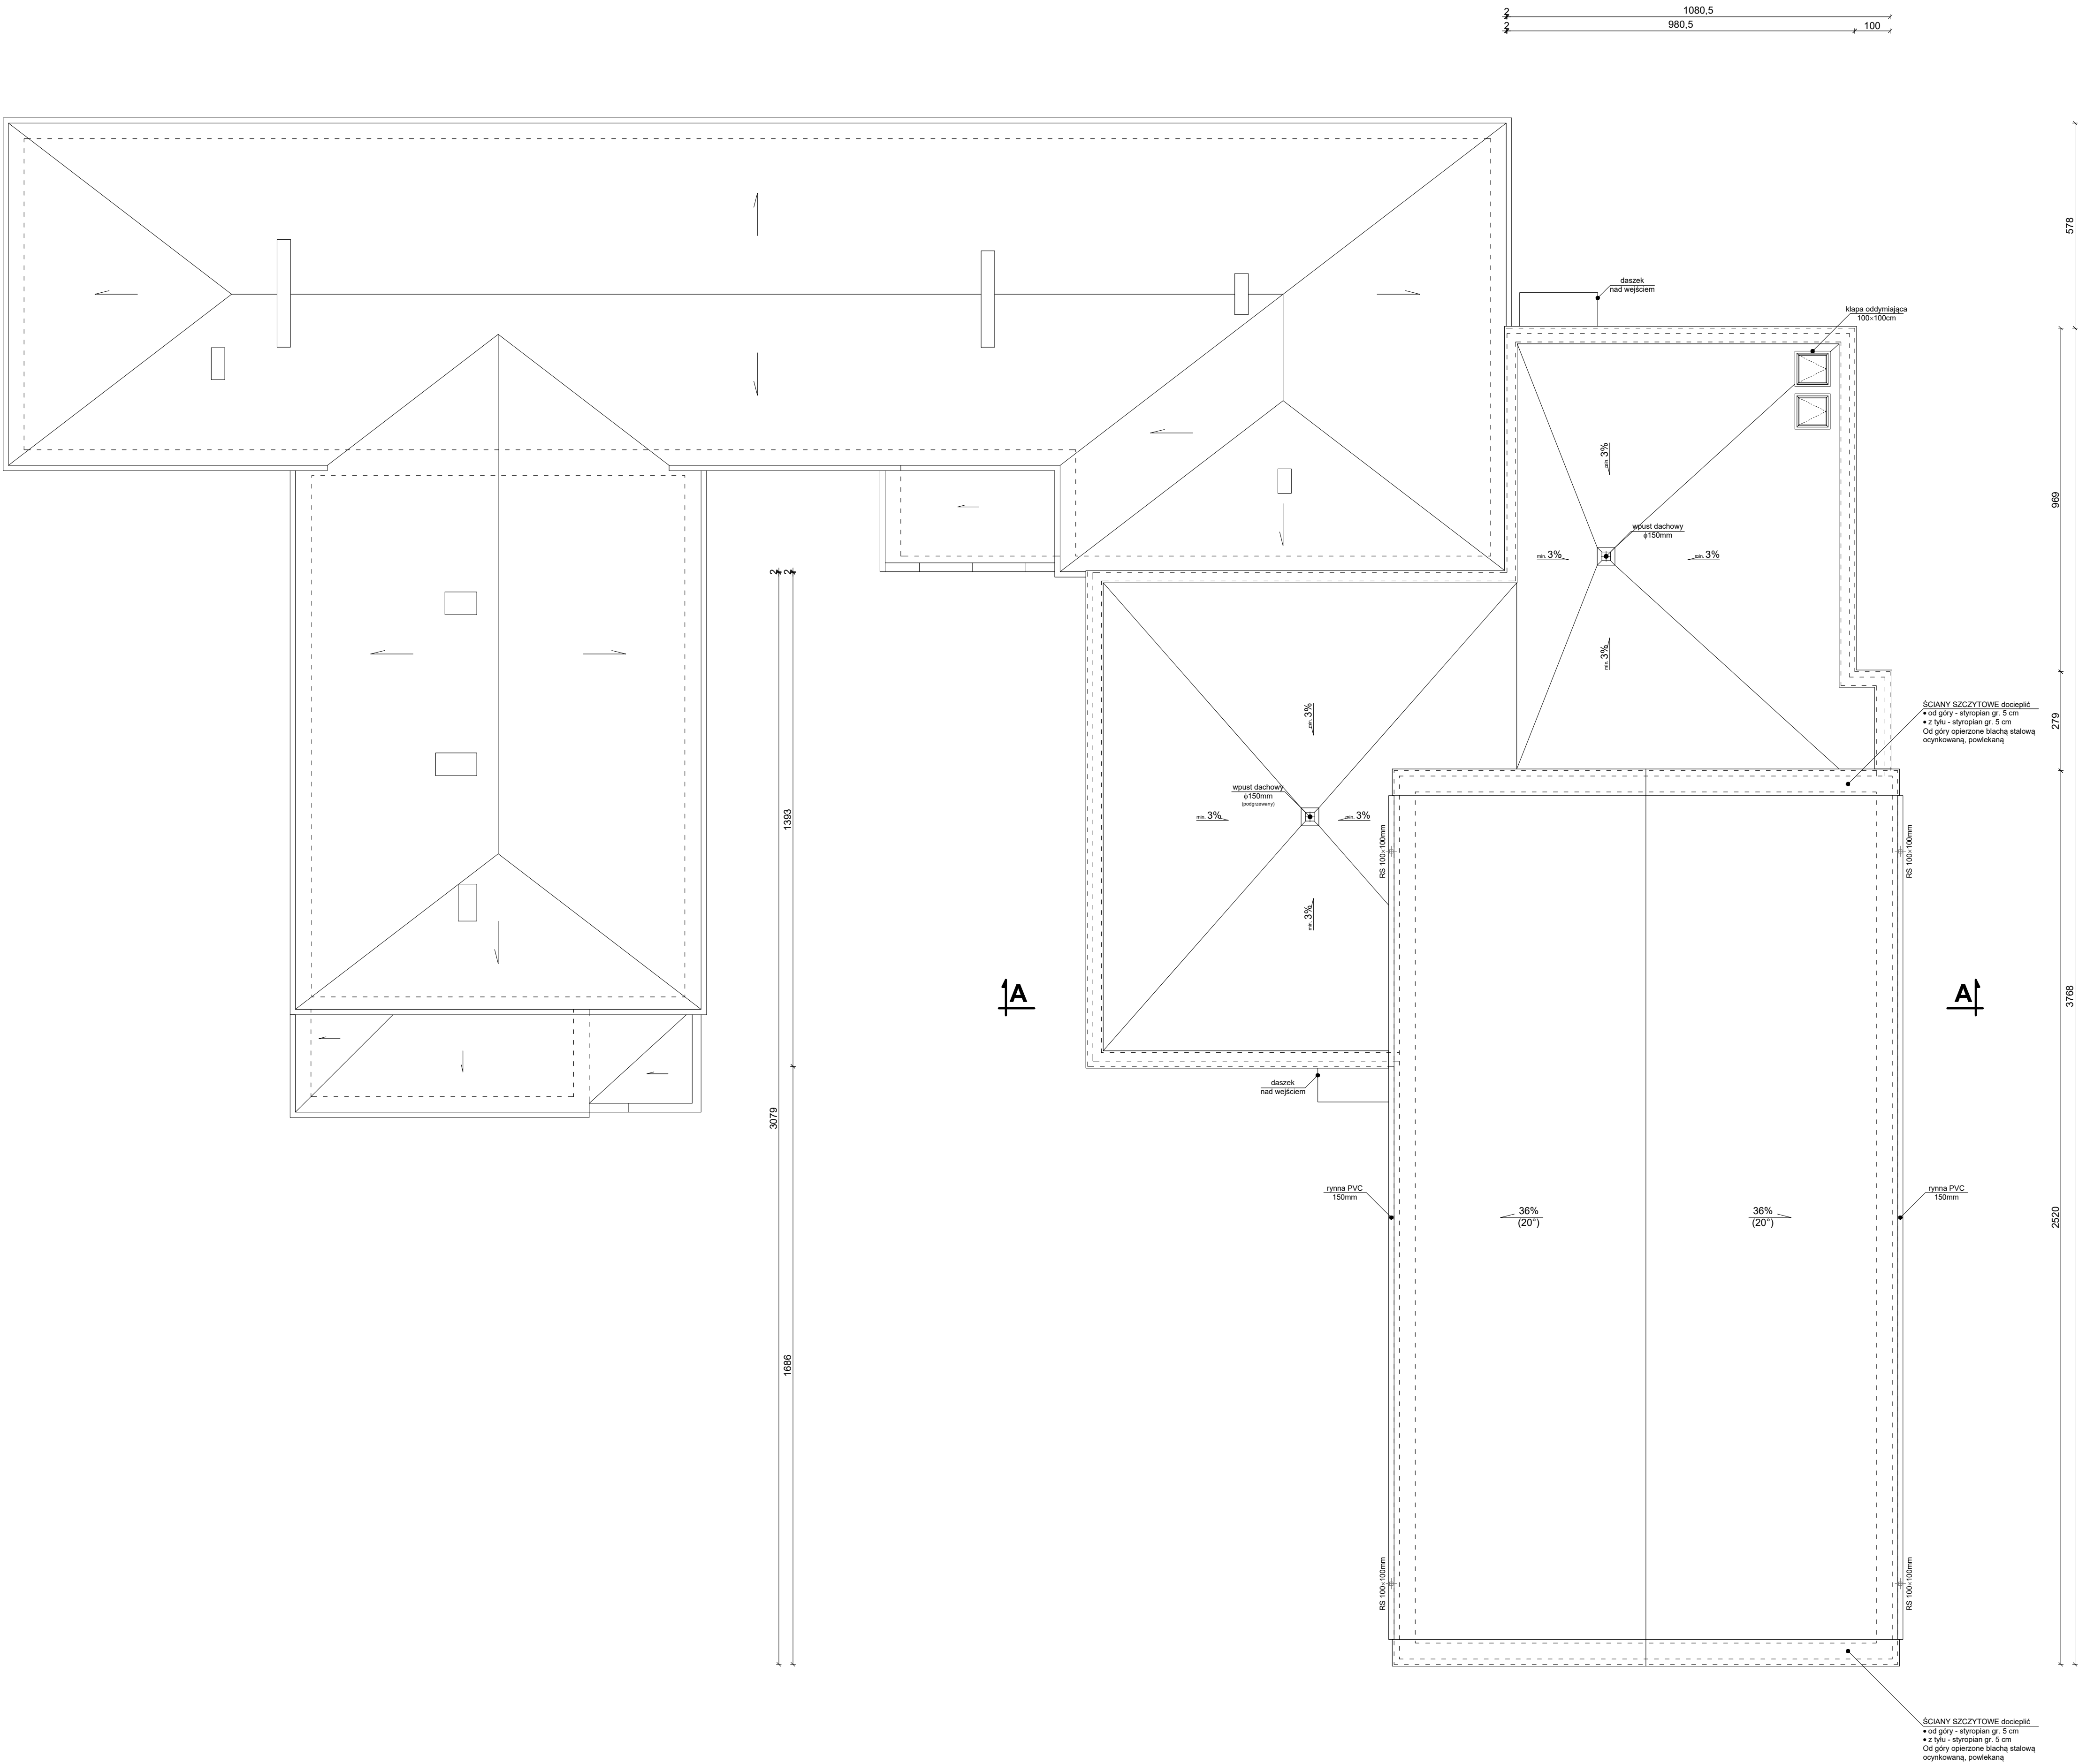 2
1080,5
2
980,5
100
578
daszek
nad wejściem
klapa oddymiająca
100×100cm
min. 3%
969
wpust dachowy
ϕ150mm
min. 3%
min. 3%
2
2
min. 3%
279
ŚCIANY SZCZYTOWE docieplić
• od góry - styropian gr. 5 cm
• z tyłu - styropian gr. 5 cm
Od góry opierzone blachą stalową
ocynkowaną, powlekaną
min. 3%
wpust dachowy
ϕ150mm
(podgrzewany)
min. 3%
min. 3%
1393
RS 100×100mm
RS 100×100mm
min. 3%
A
A
3768
daszek
nad wejściem
3079
rynna PVC
150mm
rynna PVC
150mm
36%
(20°)
36%
(20°)
2520
1686
RS 100×100mm
RS 100×100mm
ŚCIANY SZCZYTOWE docieplić
• od góry - styropian gr. 5 cm
• z tyłu - styropian gr. 5 cm
Od góry opierzone blachą stalową
ocynkowaną, powlekaną